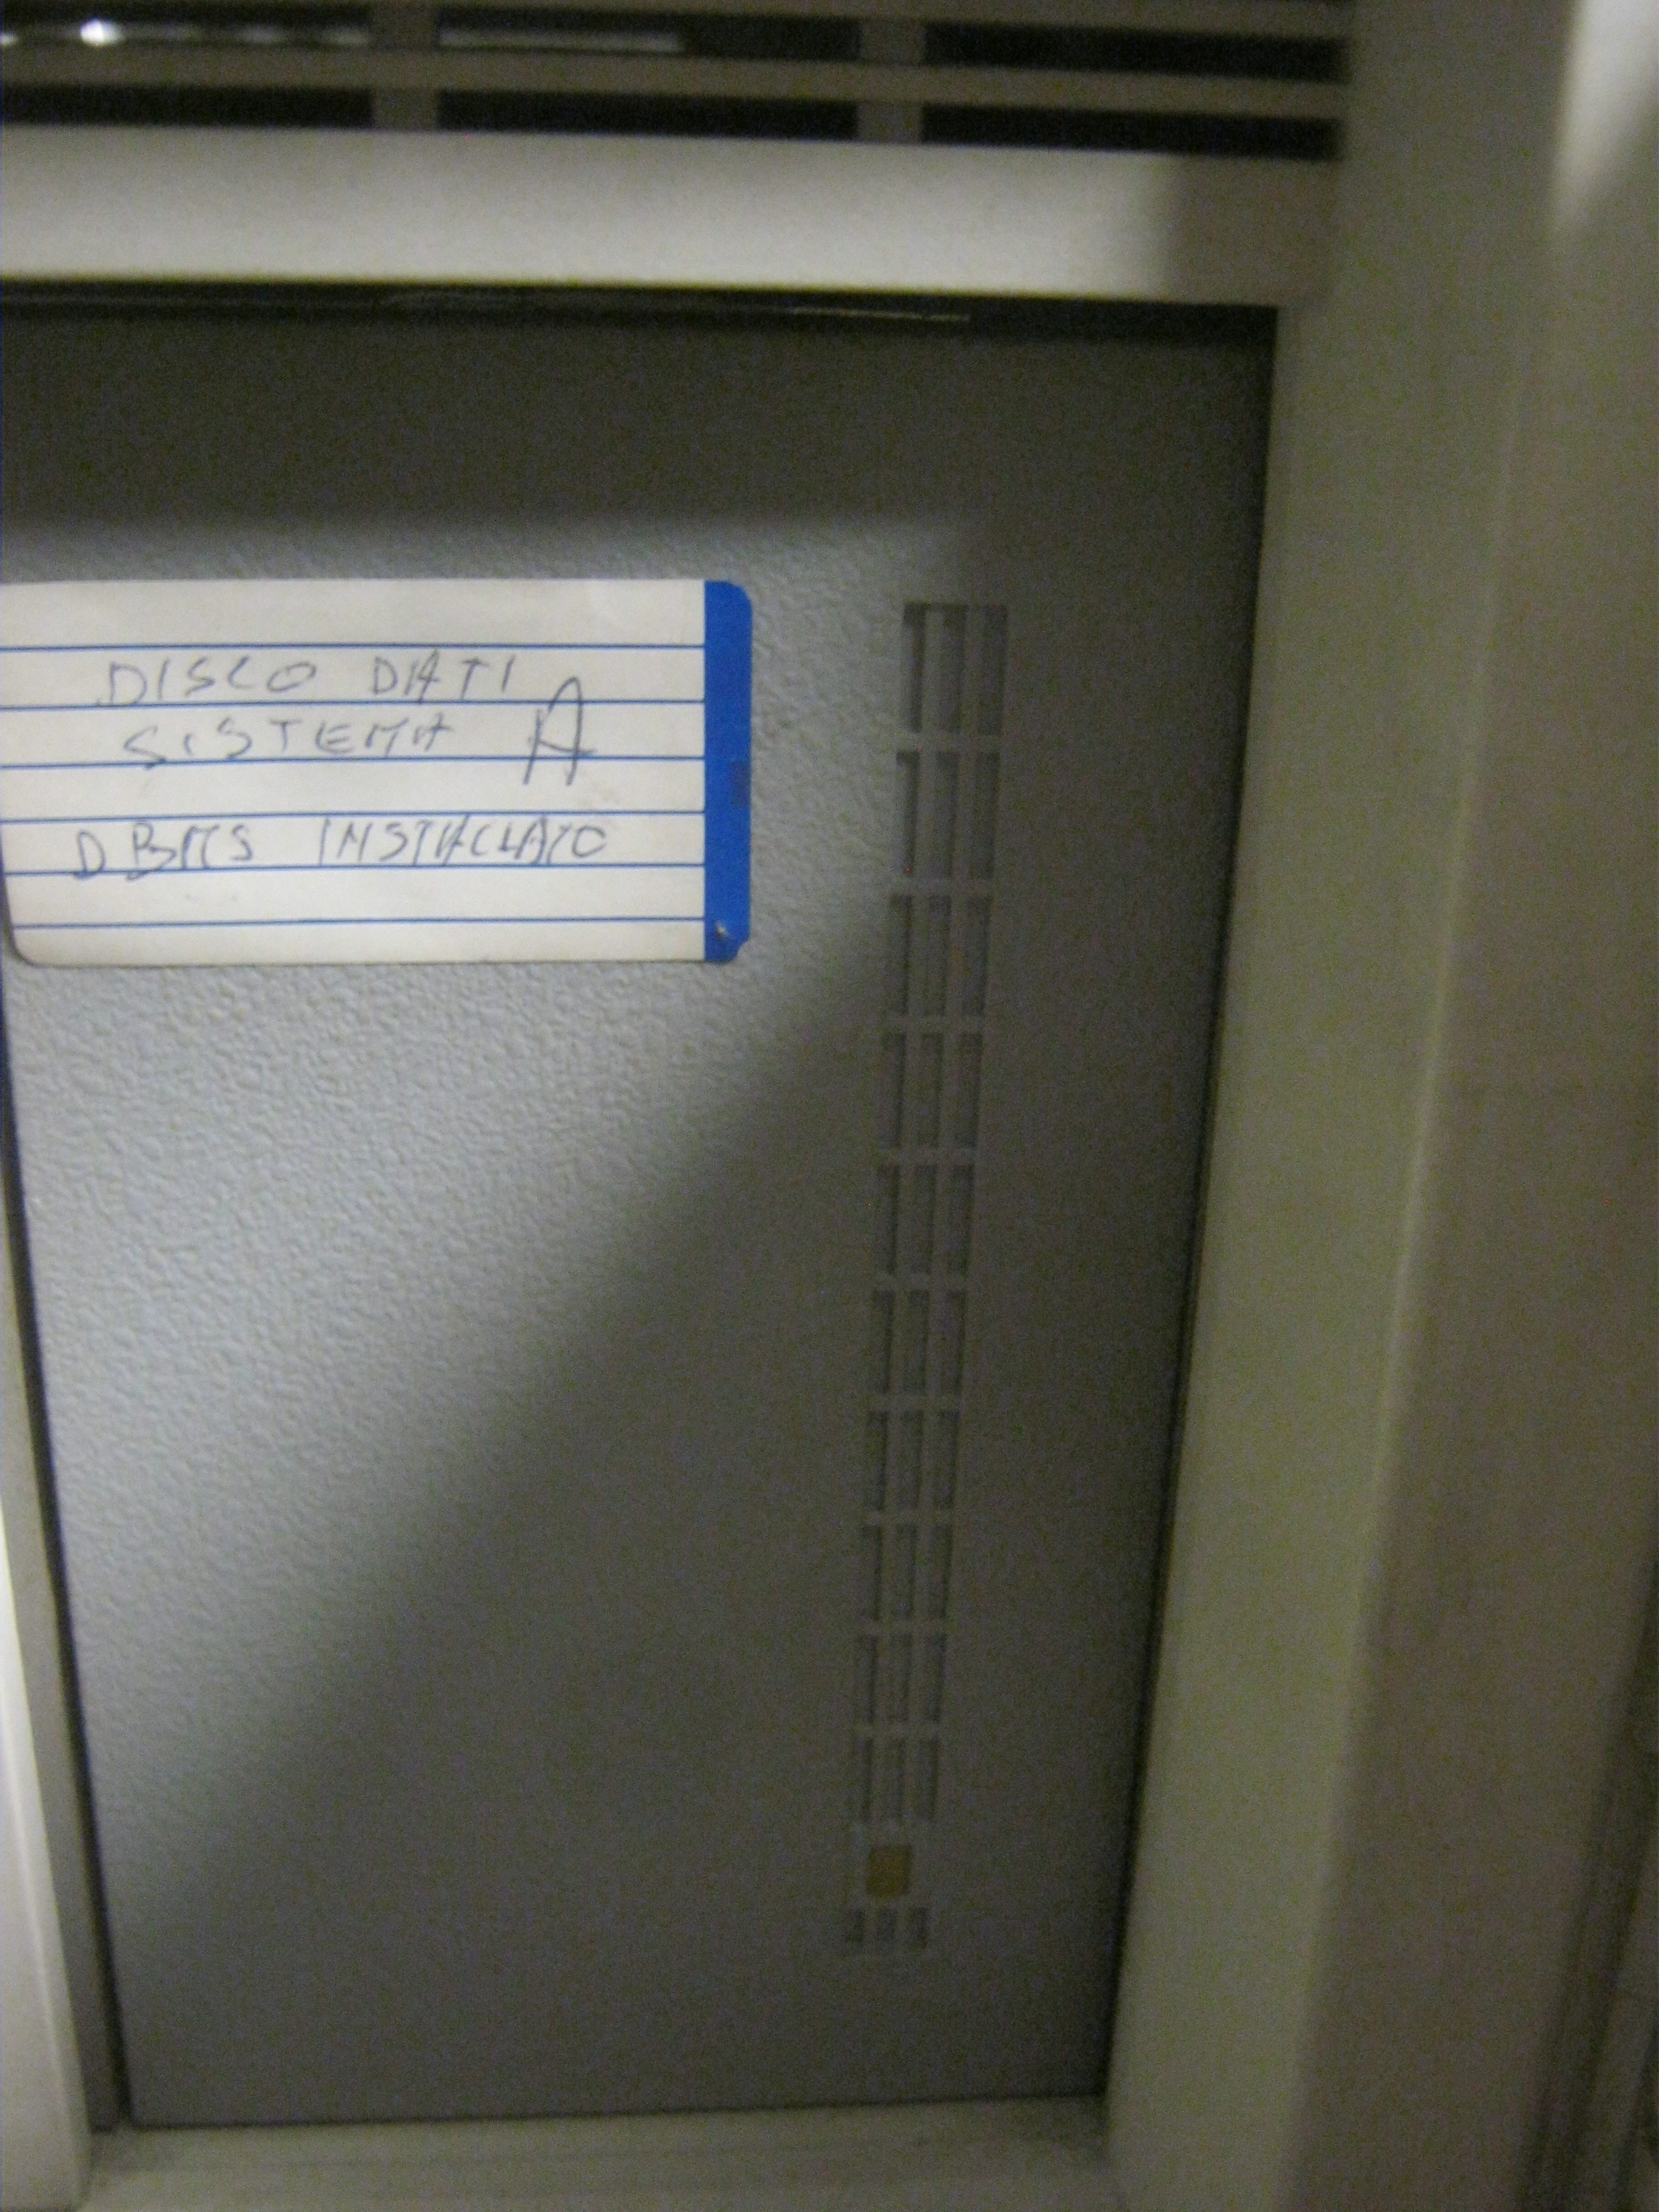 DISCO DATI
SISTEMA A
DBMS INSTALLATO